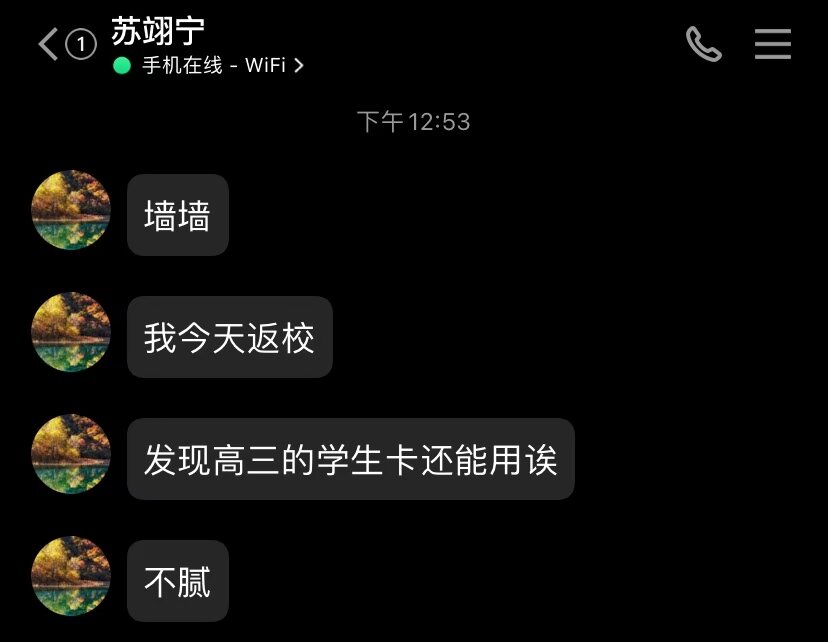 1
苏翊宁
手机在线 - WiFi
下午12:53
墙墙
我今天返校
发现高三的学生卡还能用诶
不腻